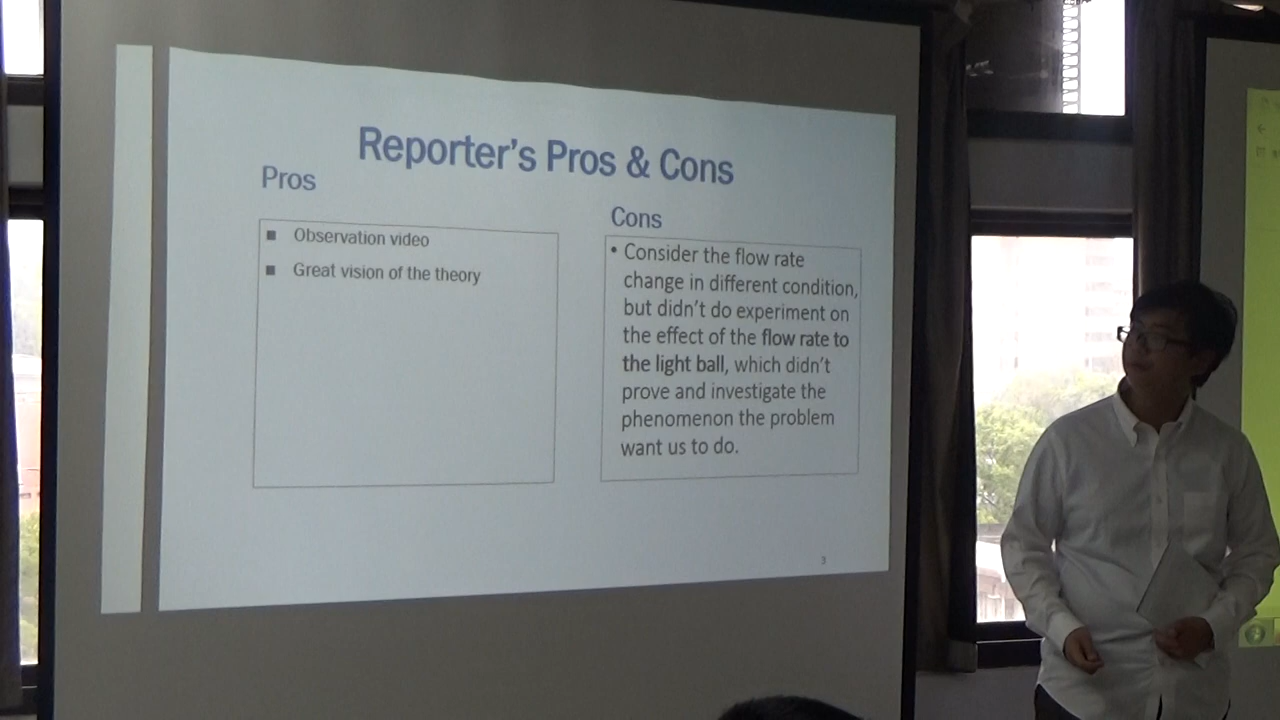 Reporter's Pros & Cons
Pros
■ Observation video
■ Great vision of the theory
Cons
• Consider the flow rate
change in different condition,
but didn't do experiment on
the effect of the flow rate to
the light ball, which didn't
prove and investigate the
phenomenon the problem
want us to do.
3